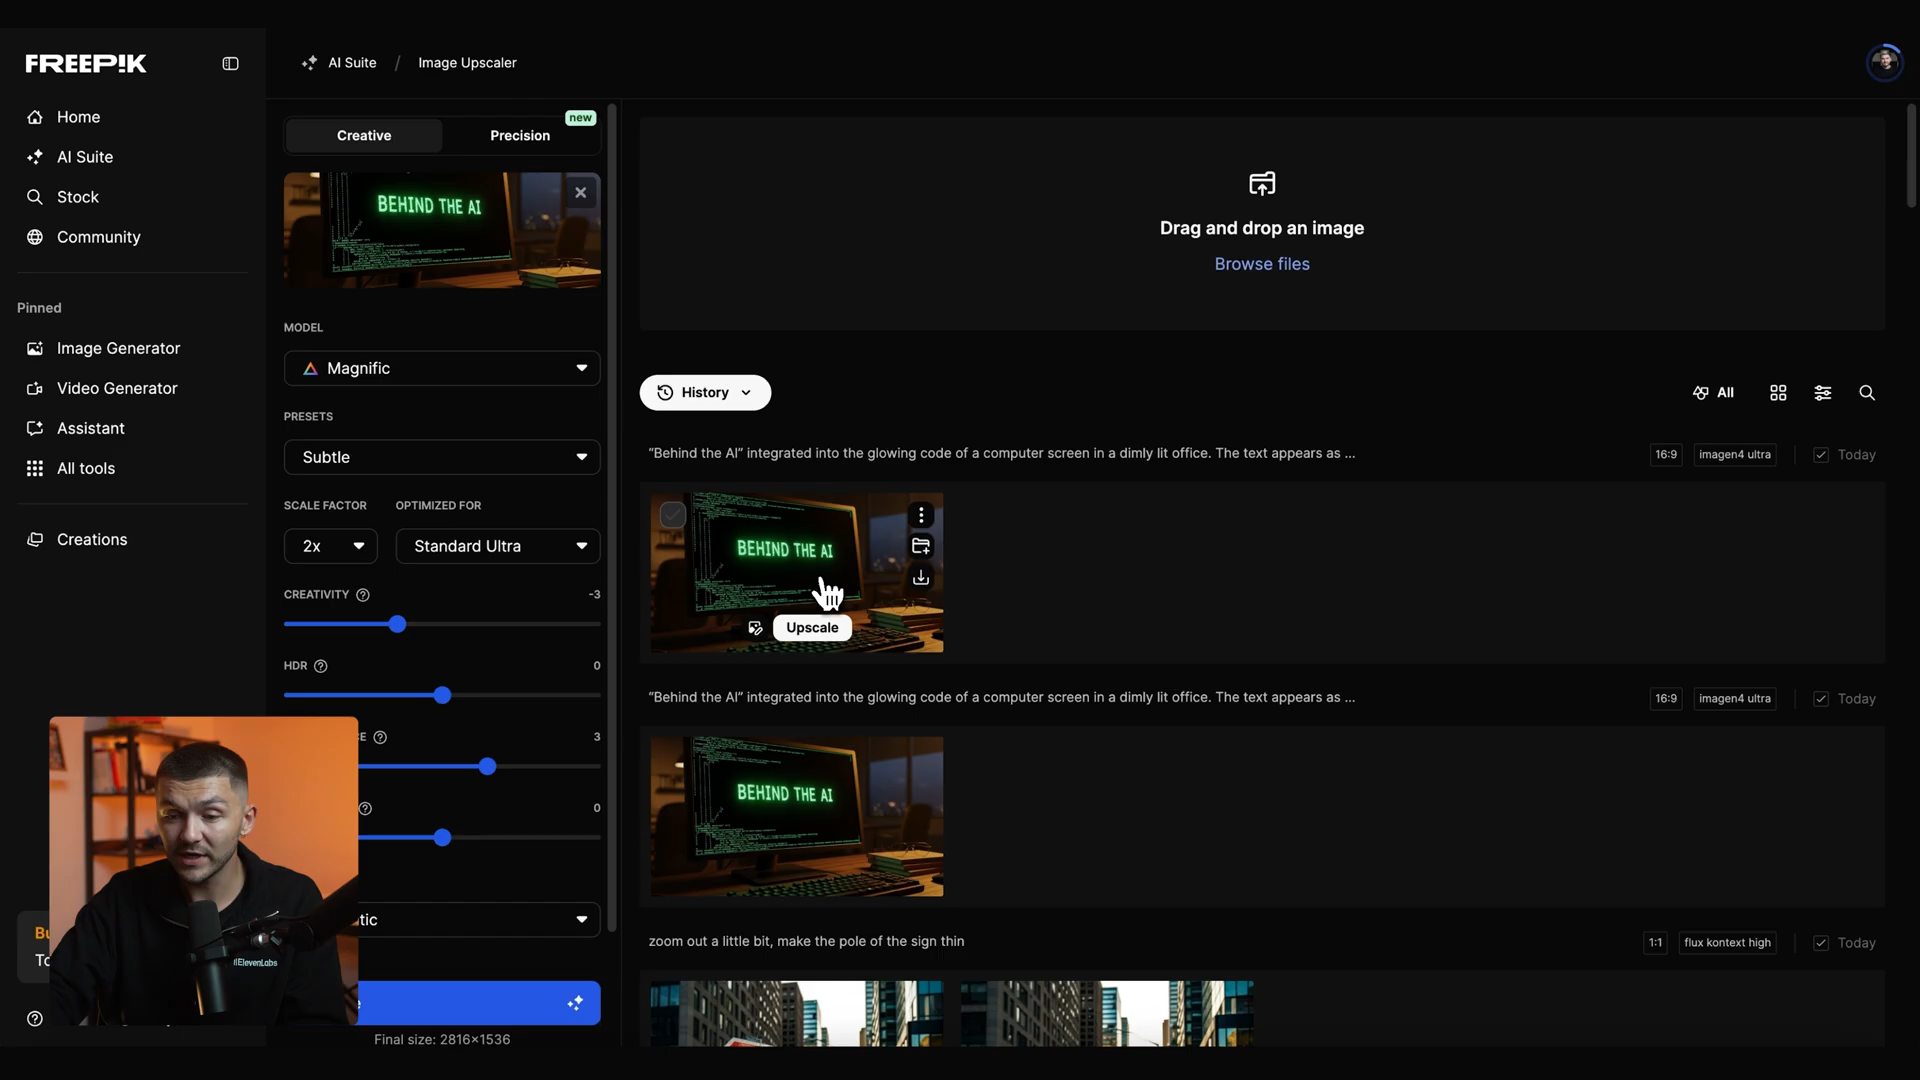 FREEPIK
AI Suite / Image Upscaler
Home
AI Suite
Stock
Community
Pinned
Image Generator
Video Generator
Assistant
All tools
Creations
Creative
Precision
new
BEHIND THE AI
MODEL
Magnific
PRESETS
Subtle
SCALE FACTOR
OPTIMIZED FOR
2x
Standard Ultra
CREATIVITY
-3
HDR
0
3
0
Final size: 2816×1536
IIElevenLabs
Drag and drop an image
Browse files
History
All
“Behind the AI” integrated into the glowing code of a computer screen in a dimly lit office. The text appears as ...
16:9
imagen4 ultra
Today
BEHIND THE AI
Upscale
“Behind the AI” integrated into the glowing code of a computer screen in a dimly lit office. The text appears as ...
16:9
imagen4 ultra
Today
BEHIND THE AI
zoom out a little bit, make the pole of the sign thin
1:1
flux kontext high
Today